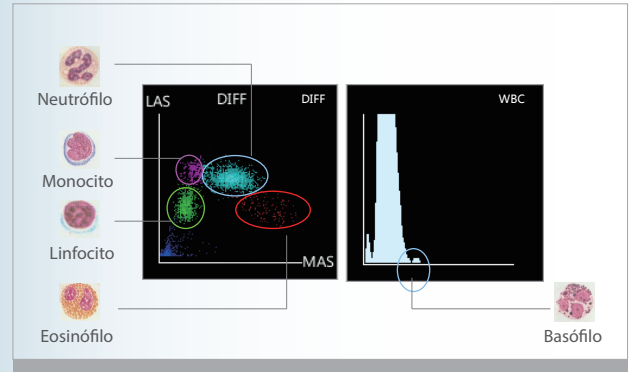 Neutrófilo
Monocito
Linfocito
Eosinófilo
LAS
DIFF
DIFF
MAS
WBC
Basófilo